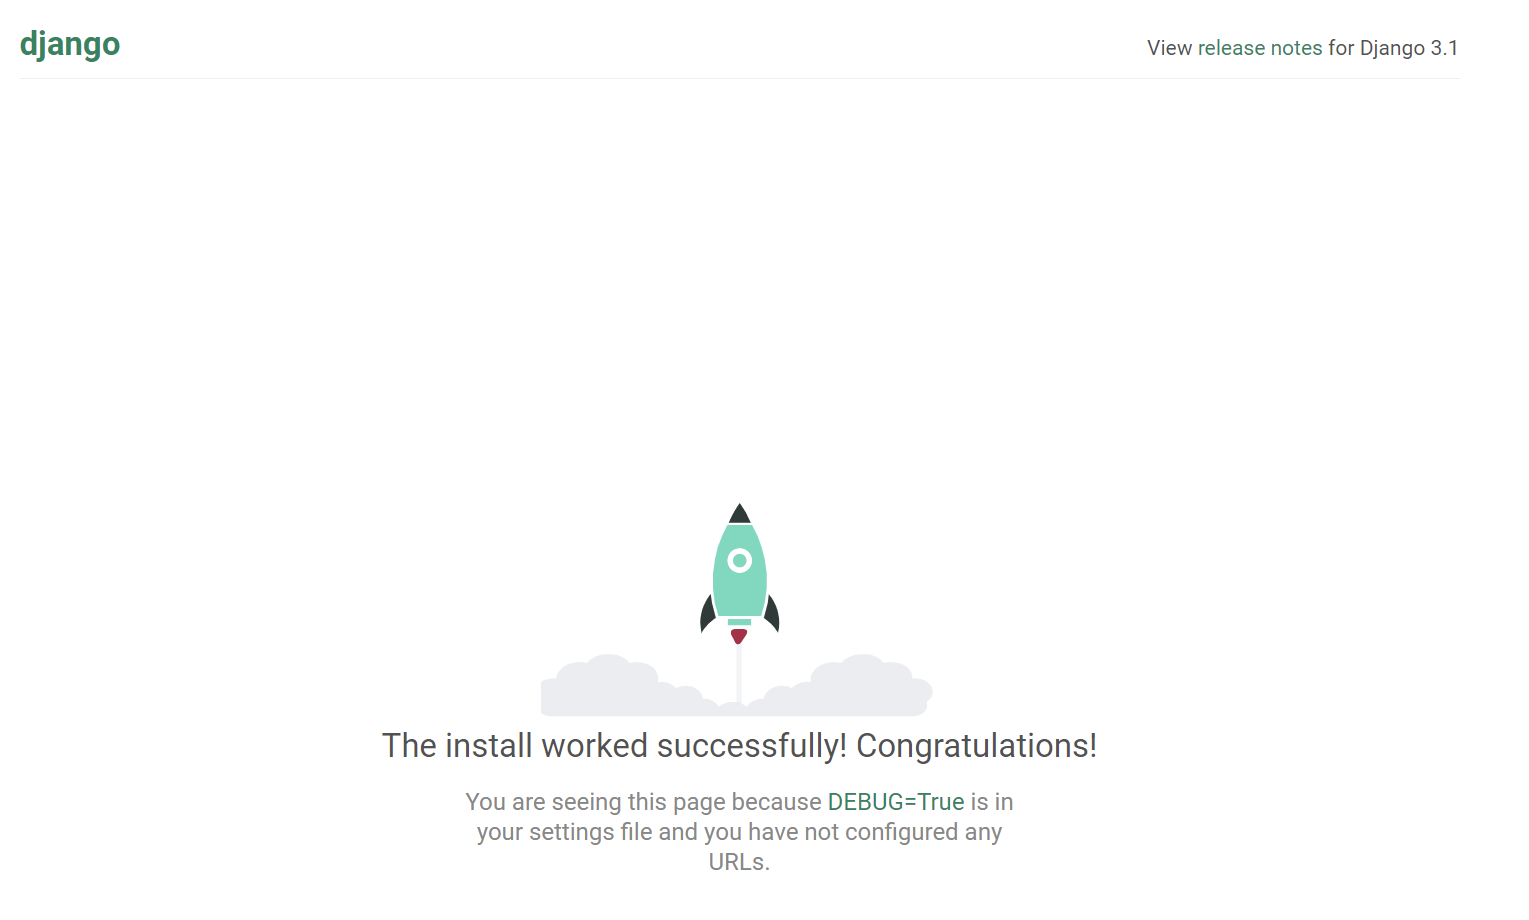 django
View release notes for Django 3.1
The install worked successfully! Congratulations!
You are seeing this page because DEBUG=True is in
your settings file and you have not configured any
URLs.